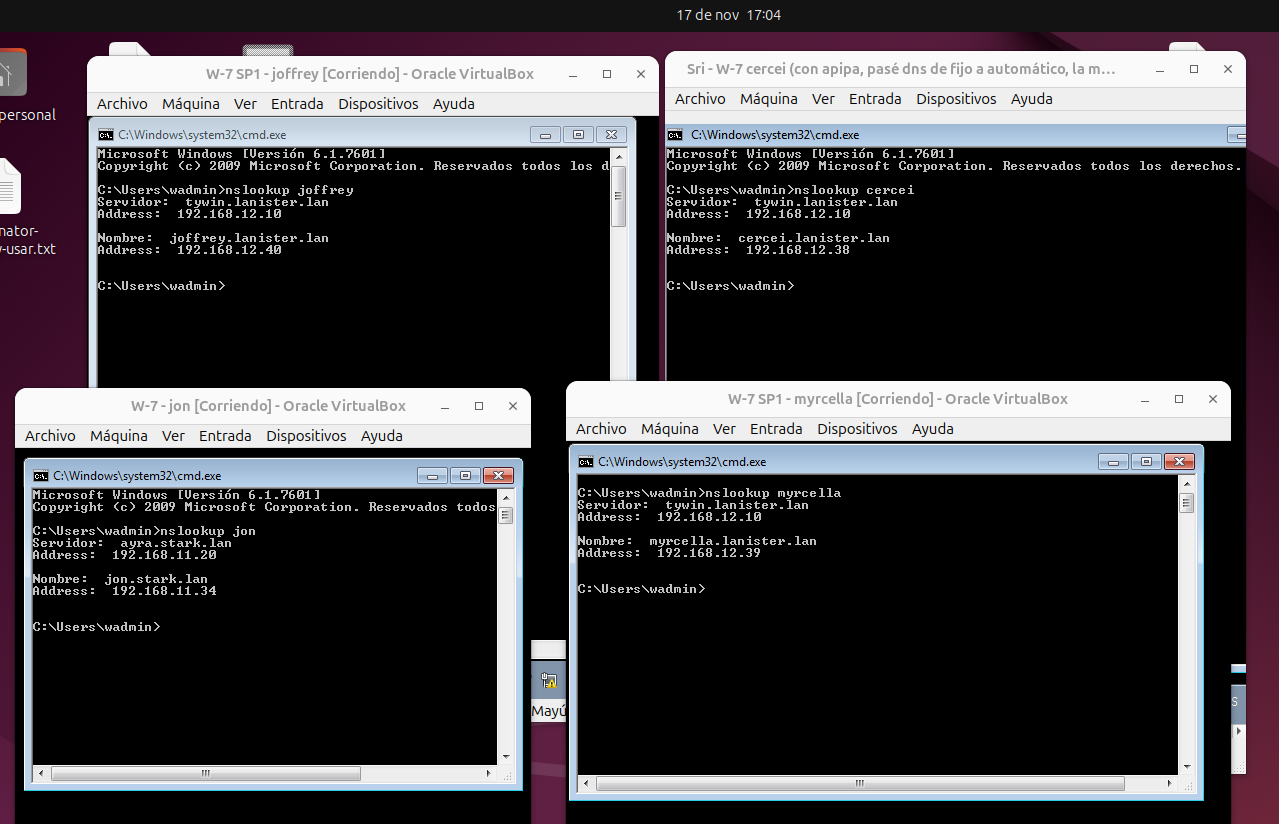 17 de nov 17:04
personal
nator-
y-usar.txt
W-7 SP1 - joffrey [Corriendo] - Oracle VirtualBox
Archivo Máquina Ver Entrada Dispositivos Ayuda
C:\Windows\system32\cmd.exe
Microsoft Windows [Versión 6.1.7601]
Copyright (c) 2009 Microsoft Corporation. Reservados todos los d
C:\Users\wadmin>nslookup joffrey
Servidor: tywin.lanister.lan
Address: 192.168.12.10
Nombre: joffrey.lanister.lan
Address: 192.168.12.40
C:\Users\wadmin>
Sri - W-7 cercei (con apipa, pasé dns de fijo a automático, la m...
Archivo Máquina Ver Entrada Dispositivos Ayuda
C:\Windows\system32\cmd.exe
Microsoft Windows [Versión 6.1.7601]
Copyright (c) 2009 Microsoft Corporation. Reservados todos los derechos.
C:\Users\wadmin>nslookup cercei
Servidor: tywin.lanister.lan
Address: 192.168.12.10
Nombre: cercei.lanister.lan
Address: 192.168.12.38
C:\Users\wadmin>
W-7 - jon [Corriendo] - Oracle VirtualBox
Archivo Máquina Ver Entrada Dispositivos Ayuda
C:\Windows\system32\cmd.exe
Microsoft Windows [Versión 6.1.7601]
Copyright (c) 2009 Microsoft Corporation. Reservados todos
C:\Users\wadmin>nslookup jon
Servidor: ayra.stark.lan
Address: 192.168.11.20
Nombre: jon.stark.lan
Address: 192.168.11.34
C:\Users\wadmin>
Mayú
W-7 SP1 - myrcella [Corriendo] - Oracle VirtualBox
Archivo Máquina Ver Entrada Dispositivos Ayuda
C:\Windows\system32\cmd.exe
C:\Users\wadmin>nslookup myrcella
Servidor: tywin.lanister.lan
Address: 192.168.12.10
Nombre: myrcella.lanister.lan
Address: 192.168.12.39
C:\Users\wadmin>
S